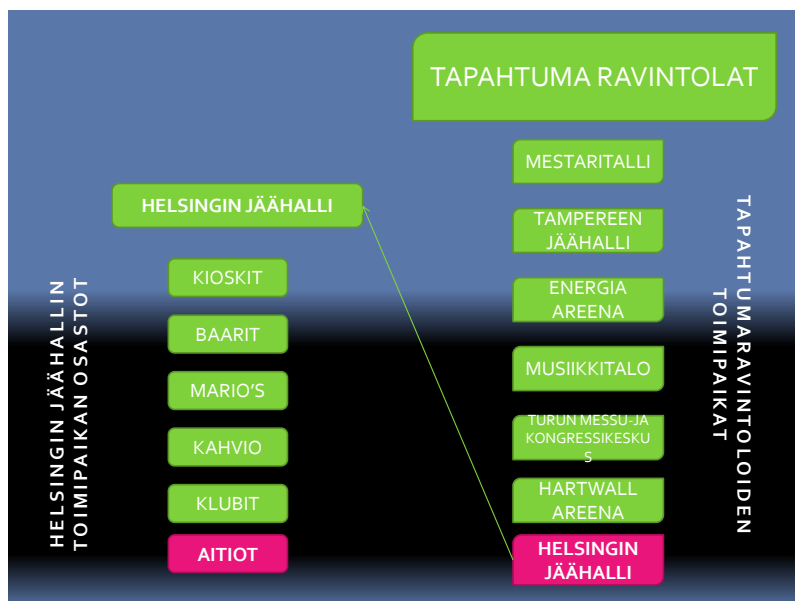 TAPAHTUMA RAVINTOLAT
MESTARITALLI
TAMPEREEN
JÄÄHALLI
ENERGIA
AREENA
MUSIIKKITALO
TURUN MESSU-JA
KONGRESSIKESKU
S
HARTWALL
AREENA
HELSINGIN
JÄÄHALLI
TAPAHTUMARAVINTOLOIDEN
TOIMIPAIKAT
HELSINGIN JÄÄHALLI
KIOSKIT
BAARIT
MARIO'S
KAHVIO
KLUBIT
AITIOT
HELSINGIN JÄÄHALLIN
TOIMIPAIKAN OSASTOT